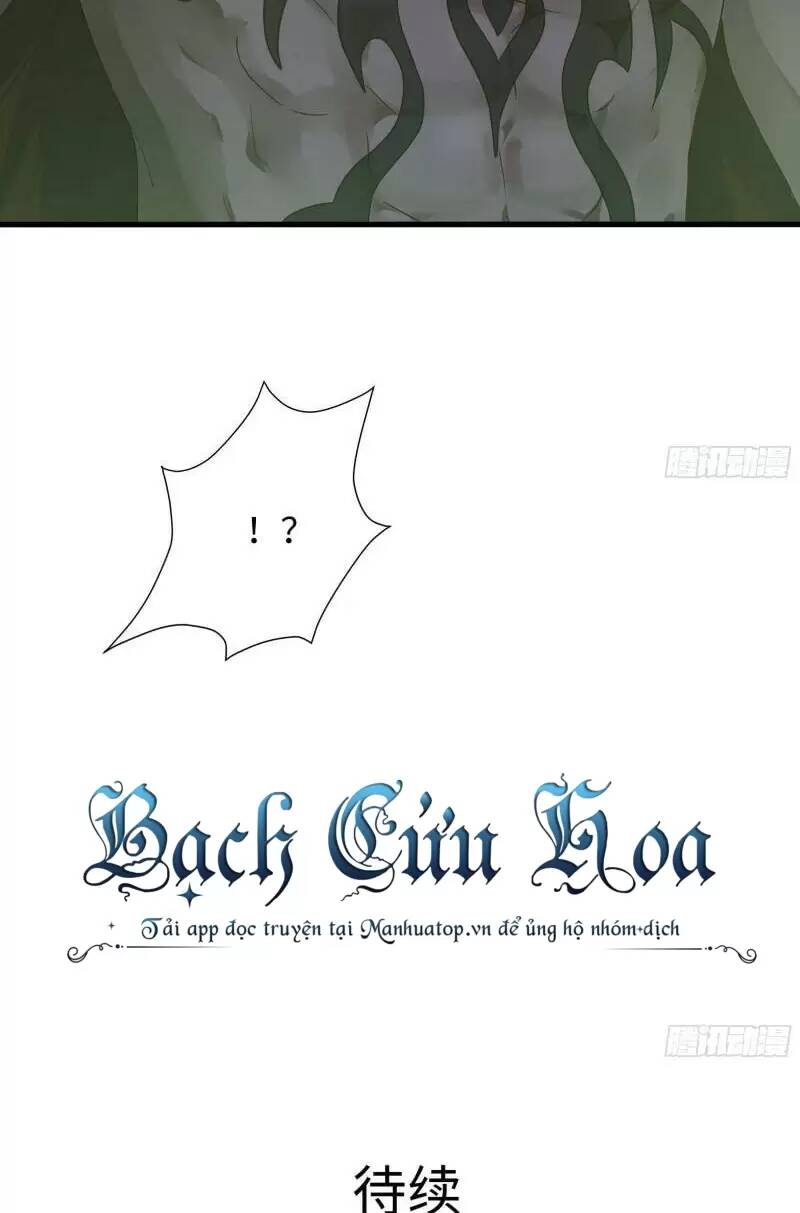 腾讯动漫
！？
Bạch Cửu Hoa
Tải app đọc truyện tại Manhuatop.vn để ủng hộ nhóm dịch
腾讯动漫
待续